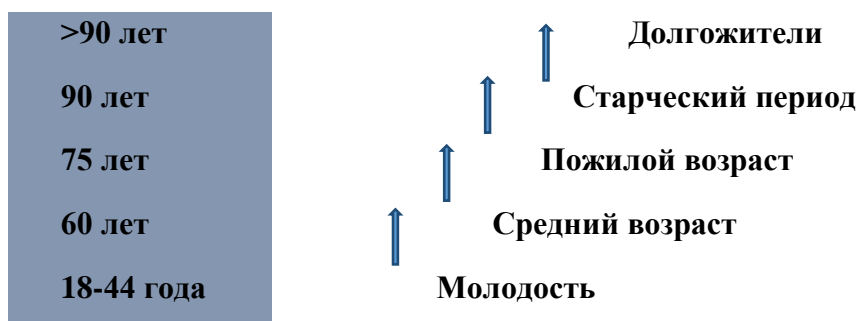 >90 лет Долгожители
90 лет Старческий период
75 лет Пожилой возраст
60 лет Средний возраст
18-44 года Молодость